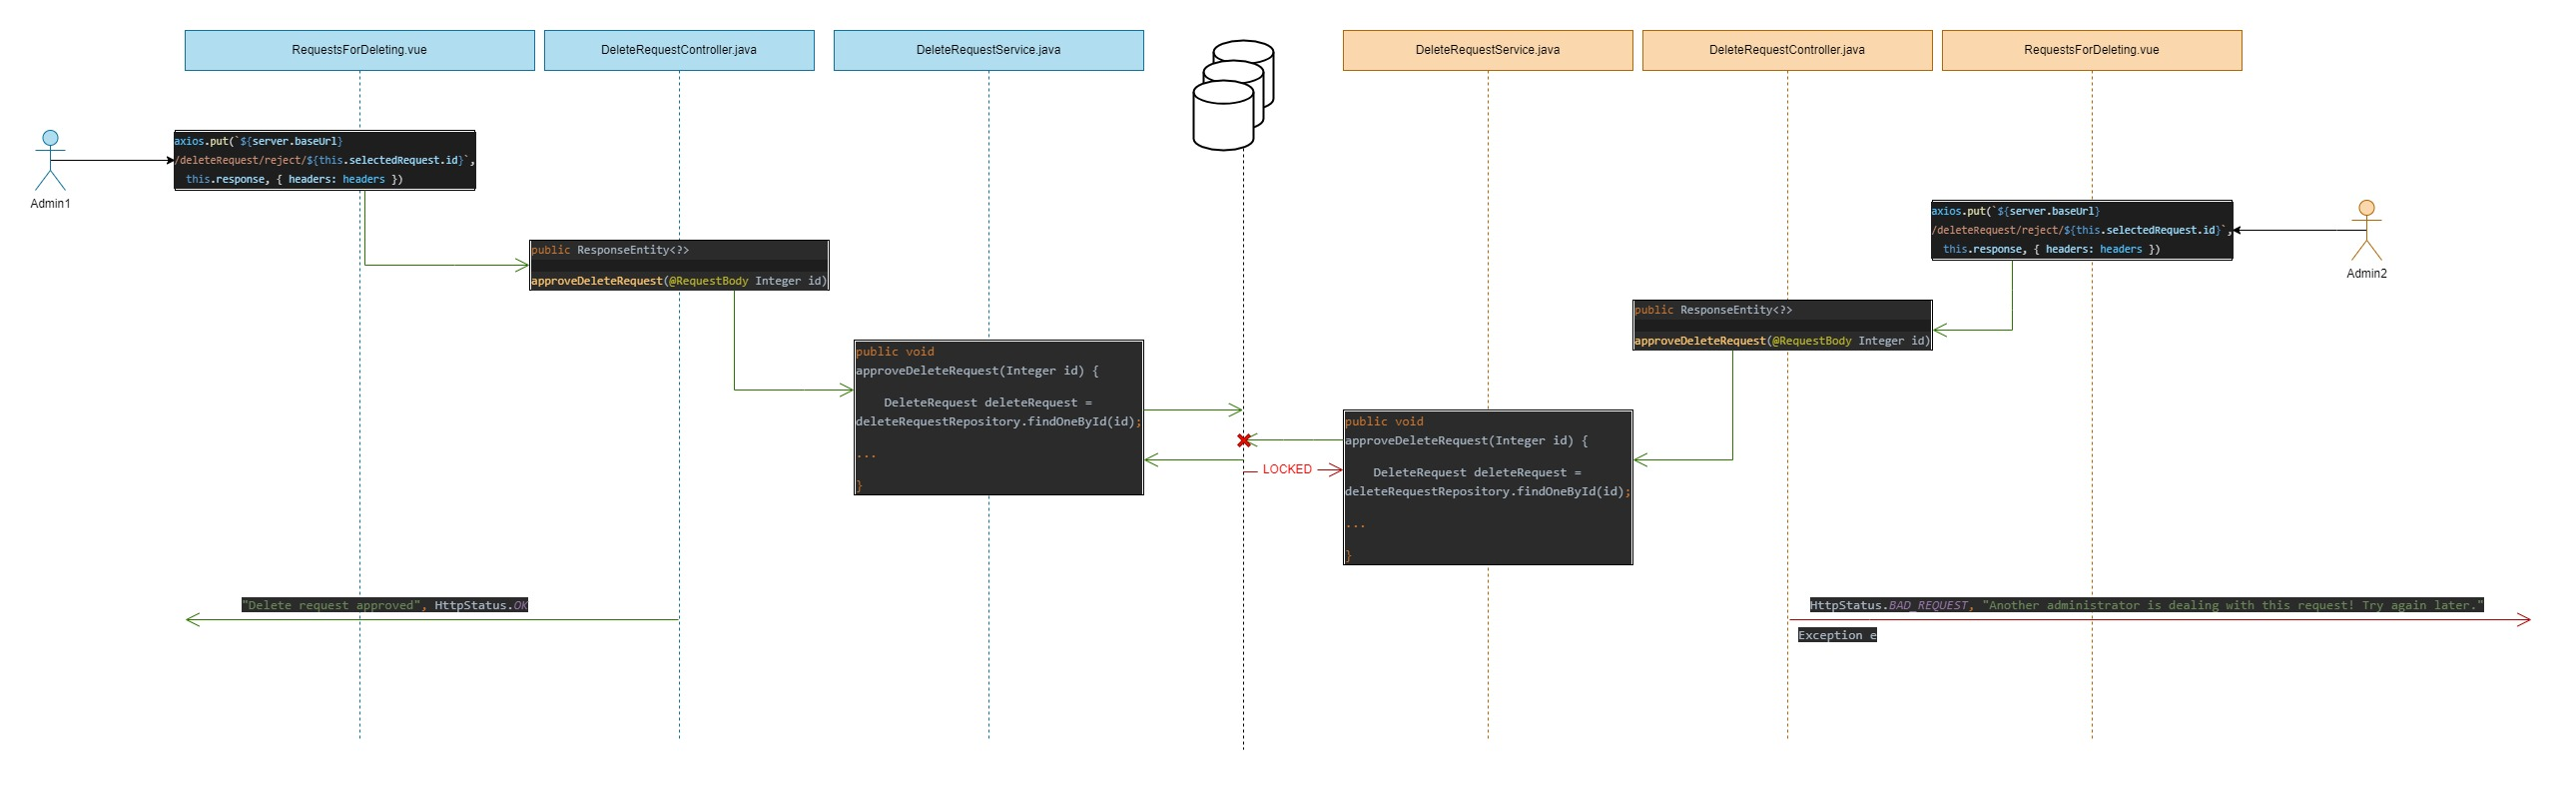 RequestsForDeleting.vue
DeleteRequestController.java
DeleteRequestService.java
DeleteRequestService.java
DeleteRequestController.java
RequestsForDeleting.vue
axios.put(`${server.baseUrl}
/deleteRequest/reject/${this.selectedRequest.id}`,
this.response, { headers: headers })
Admin1
axios.put(`${server.baseUrl}
/deleteRequest/reject/${this.selectedRequest.id}`,
this.response, { headers: headers })
Admin2
public ResponseEntity<?>
approveDeleteRequest(@RequestBody Integer id)
public ResponseEntity<?>
approveDeleteRequest(@RequestBody Integer id)
public void
approveDeleteRequest(Integer id) {
DeleteRequest deleteRequest =
deleteRequestRepository.findOneById(id);
...
}
LOCKED
public void
approveDeleteRequest(Integer id) {
DeleteRequest deleteRequest =
deleteRequestRepository.findOneById(id);
...
}
"Delete request approved", HttpStatus.OK
HttpStatus.BAD_REQUEST, "Another administrator is dealing with this request! Try again later."
Exception e